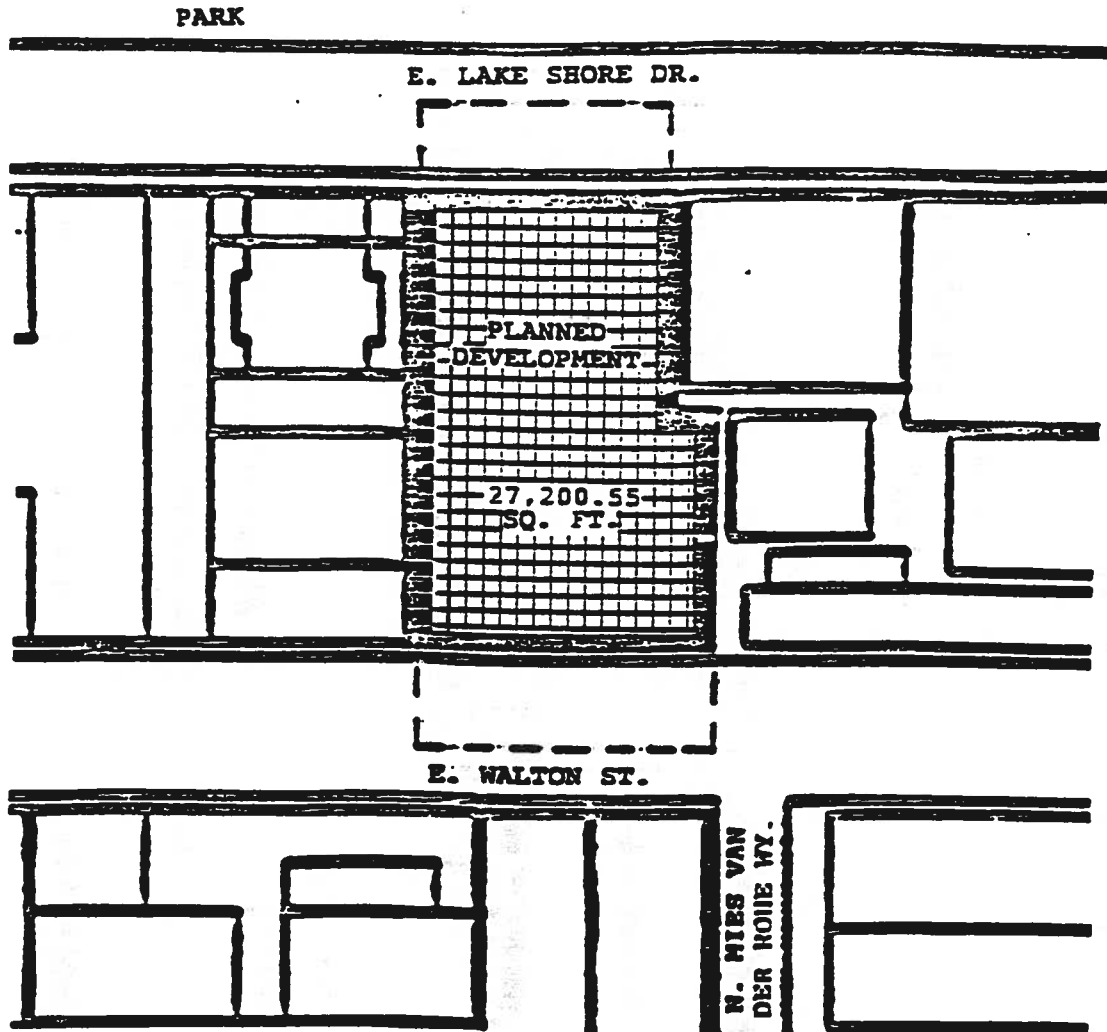 PARK
E. LAKE SHORE DR.
PLANNED
DEVELOPMENT
27,200.55
SQ. FT.
E. WALTON ST.
N. MIES VAN
DER ROHE WY.